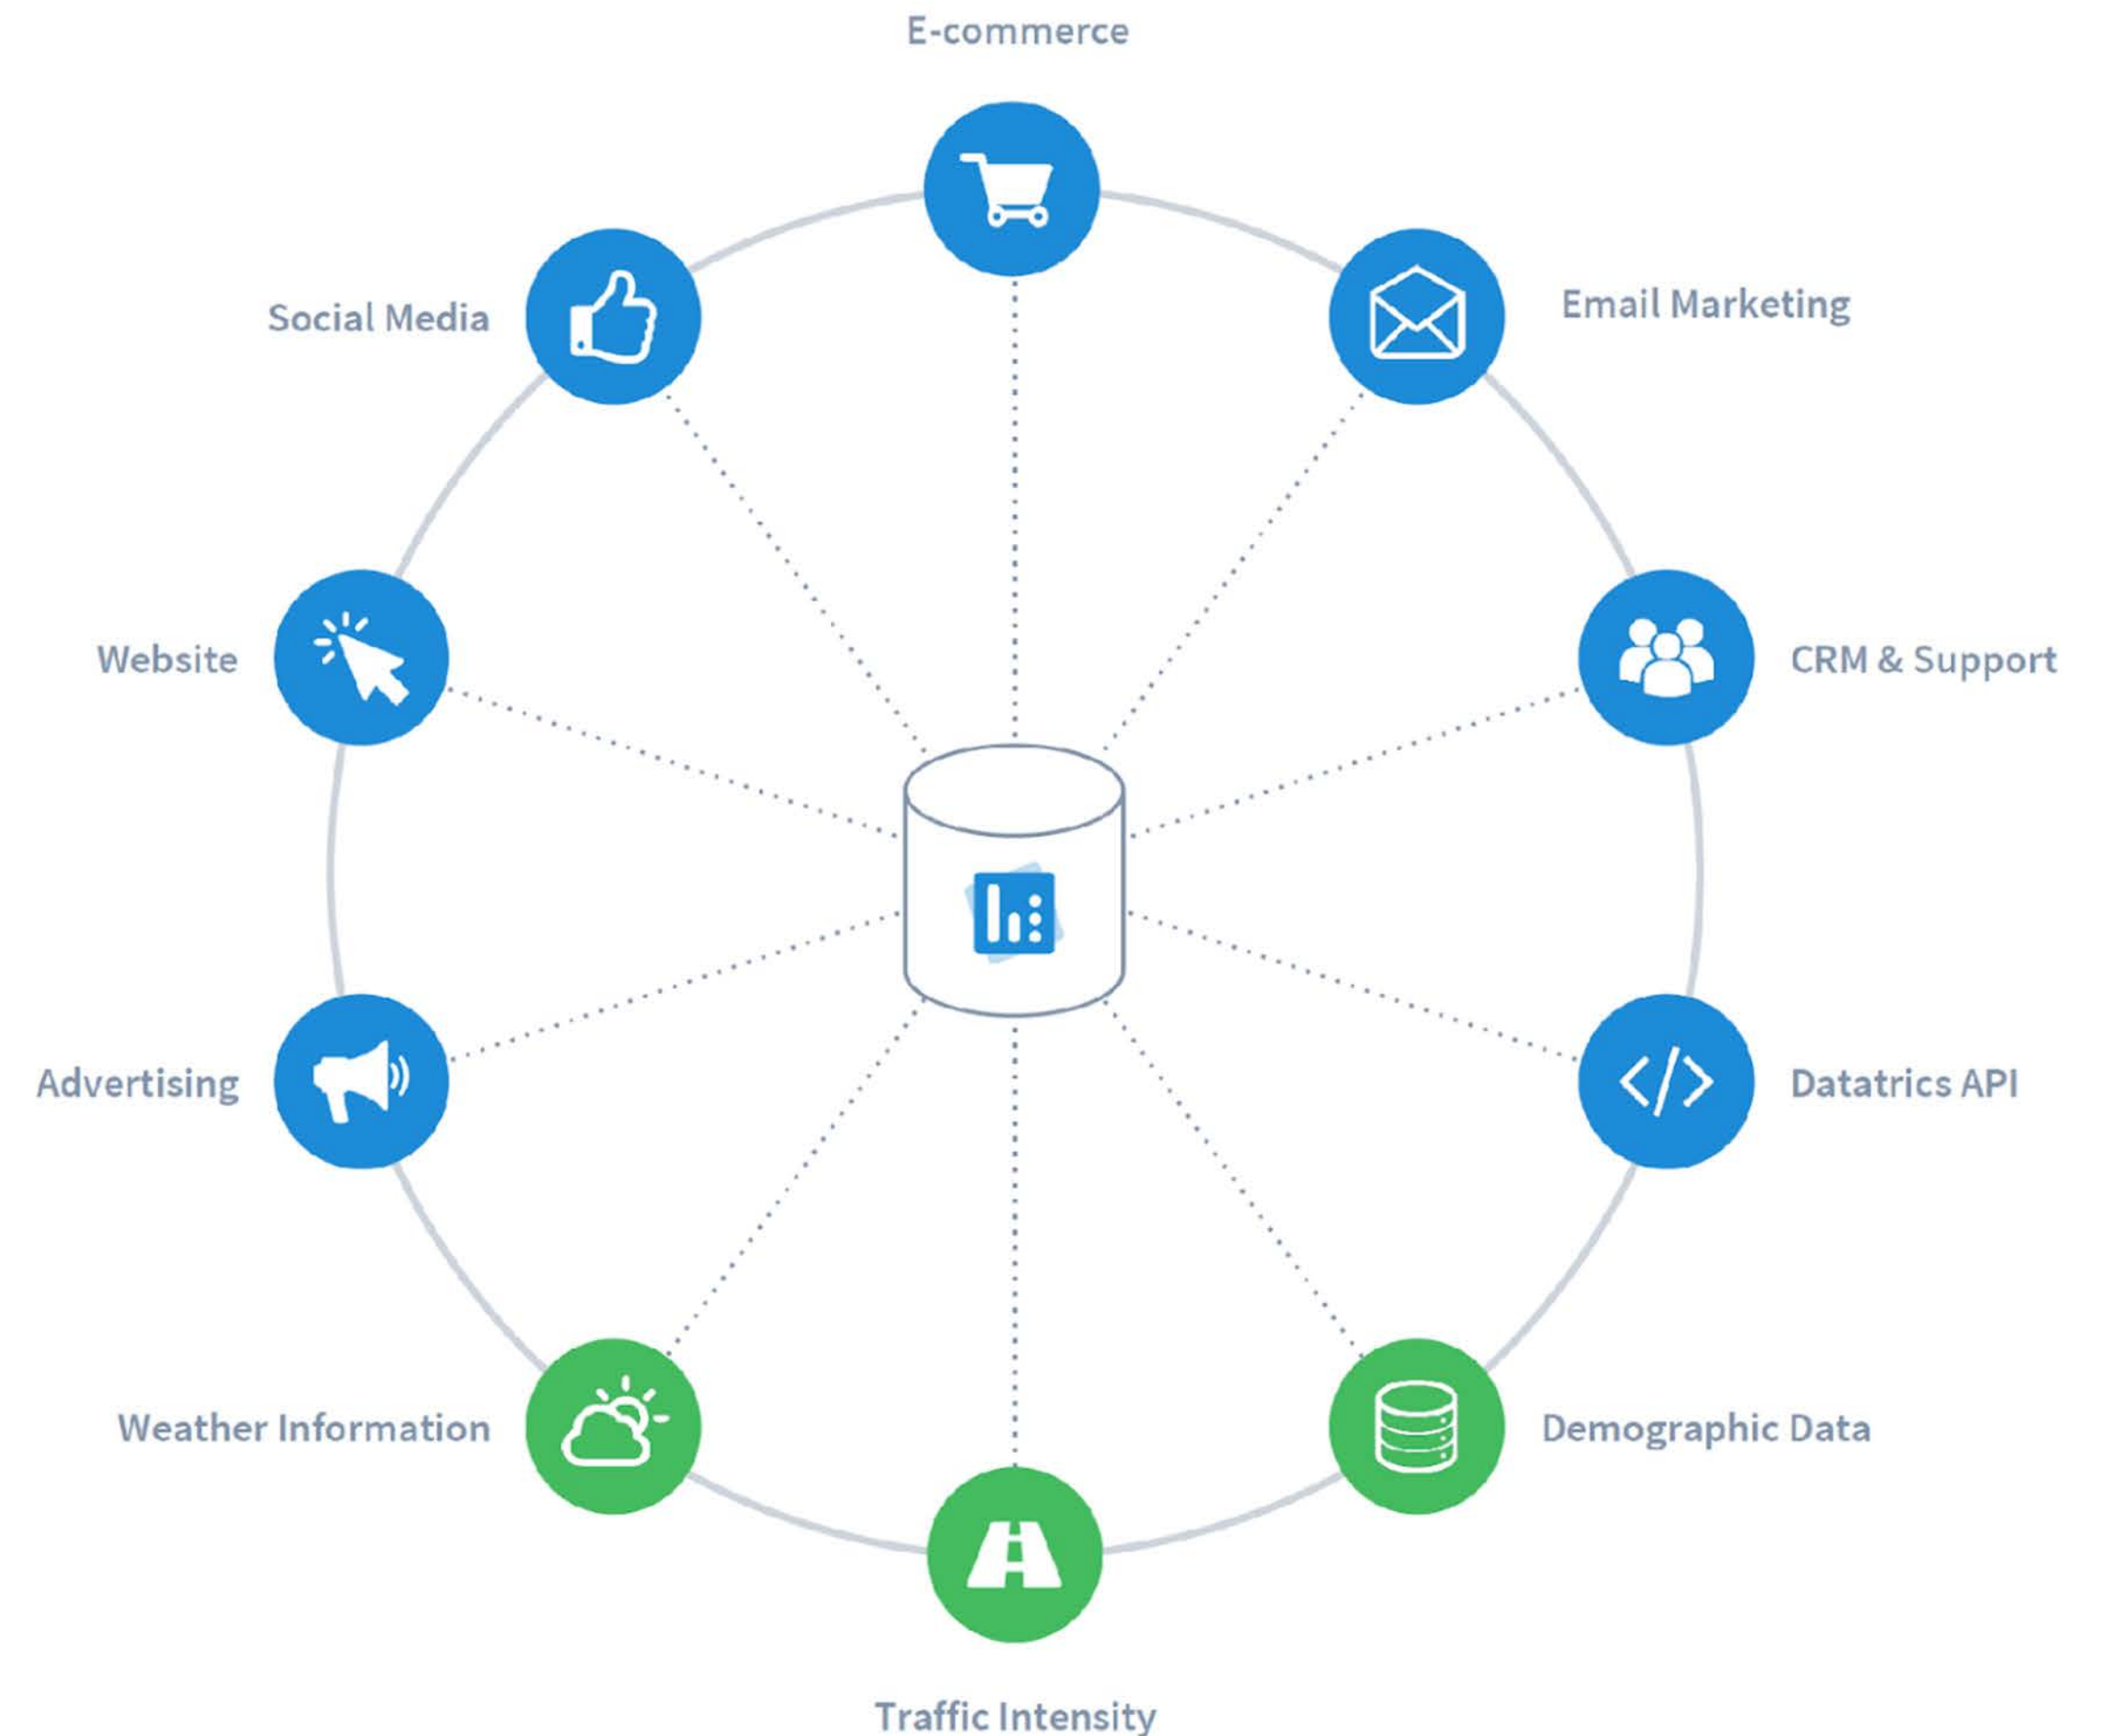 E-commerce
Social Media
Email Marketing
Website
CRM & Support
Advertising
Datatrics API
Weather Information
Demographic Data
Traffic Intensity